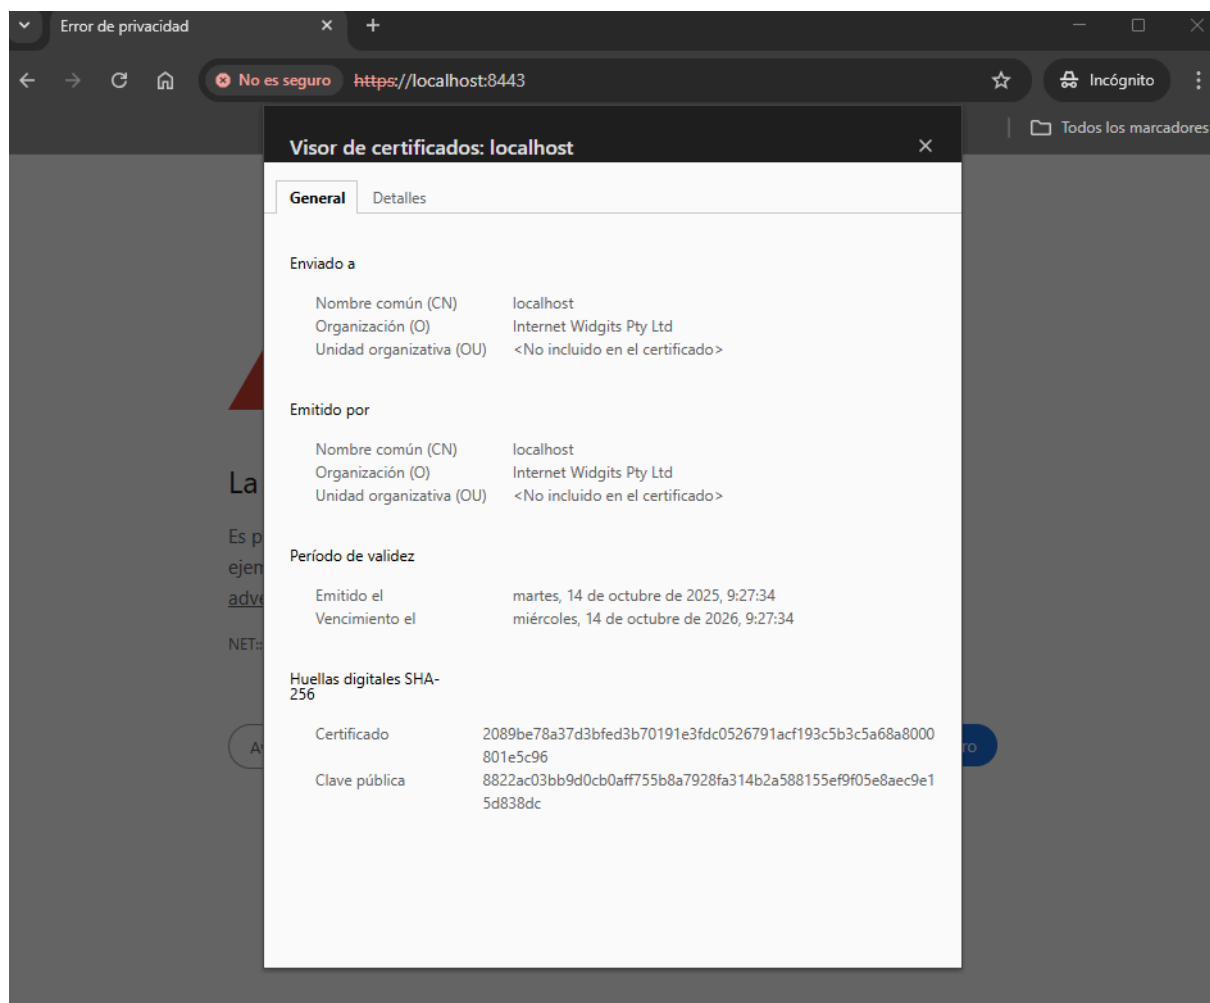 Error de privacidad
No es seguro https://localhost:8443 Incógnito
Todos los marcadores
Visor de certificados: localhost
General Detalles
Enviado a
Nombre común (CN) localhost
Organización (O) Internet Widgits Pty Ltd
Unidad organizativa (OU) <No incluido en el certificado>
Emitido por
Nombre común (CN) localhost
Organización (O) Internet Widgits Pty Ltd
Unidad organizativa (OU) <No incluido en el certificado>
La
Es p
ejem
adve
Período de validez
Emitido el martes, 14 de octubre de 2025, 9:27:34
Vencimiento el miércoles, 14 de octubre de 2026, 9:27:34
NET::
Huellas digitales SHA-
256
Certificado 2089be78a37d3bfed3b70191e3fdc0526791acf193c5b3c5a68a8000
801e5c96
Clave pública 8822ac03bb9d0cb0aff755b8a7928fa314b2a588155ef9f05e8aec9e1
5d838dc
ro